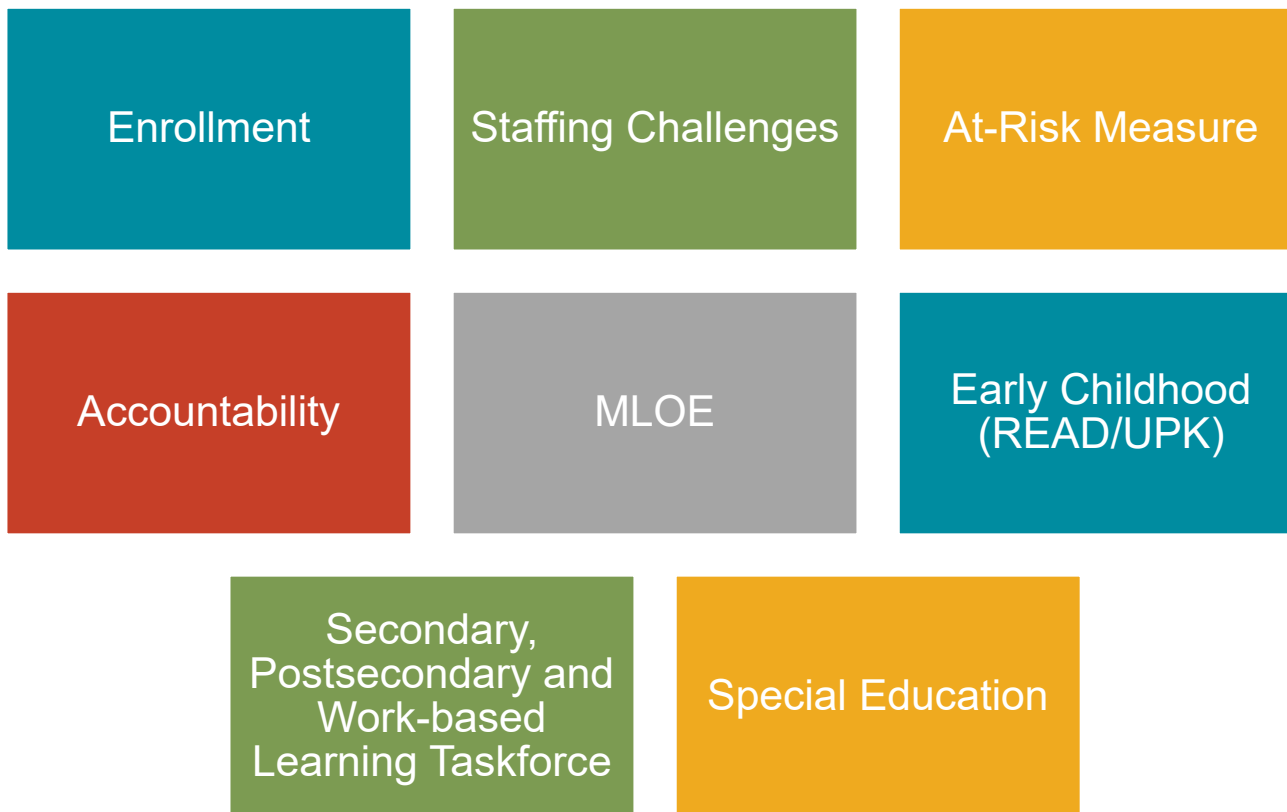 Enrollment
Staffing Challenges
At-Risk Measure
Accountability
MLOE
Early Childhood
(READ/UPK)
Secondary,
Postsecondary and
Work-based
Learning Taskforce
Special Education